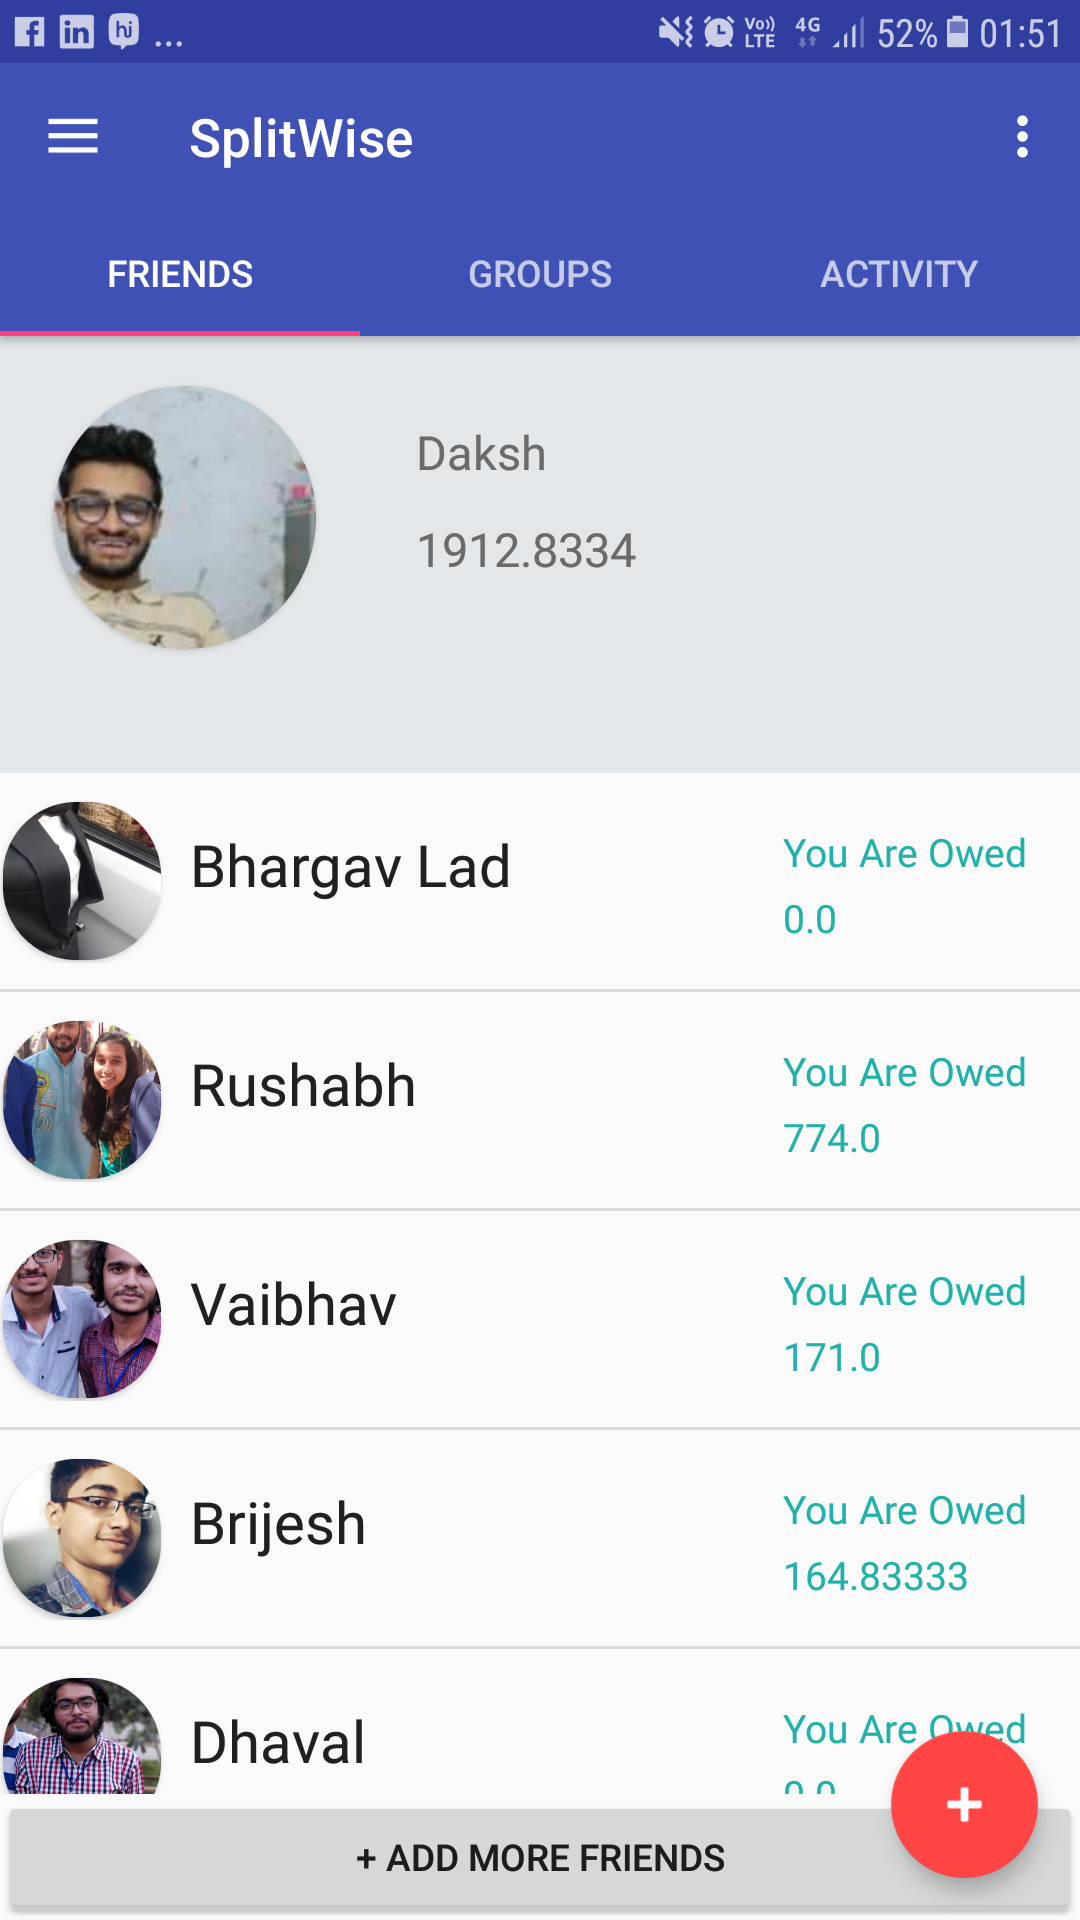 ... Vo)) LTE 4G 52% 01:51
SplitWise
FRIENDS GROUPS ACTIVITY
Daksh
1912.8334
Bhargav Lad
You Are Owed
0.0
Rushabh
You Are Owed
774.0
Vaibhav
You Are Owed
171.0
Brijesh
You Are Owed
164.83333
Dhaval
You Are Owed
+ ADD MORE FRIENDS